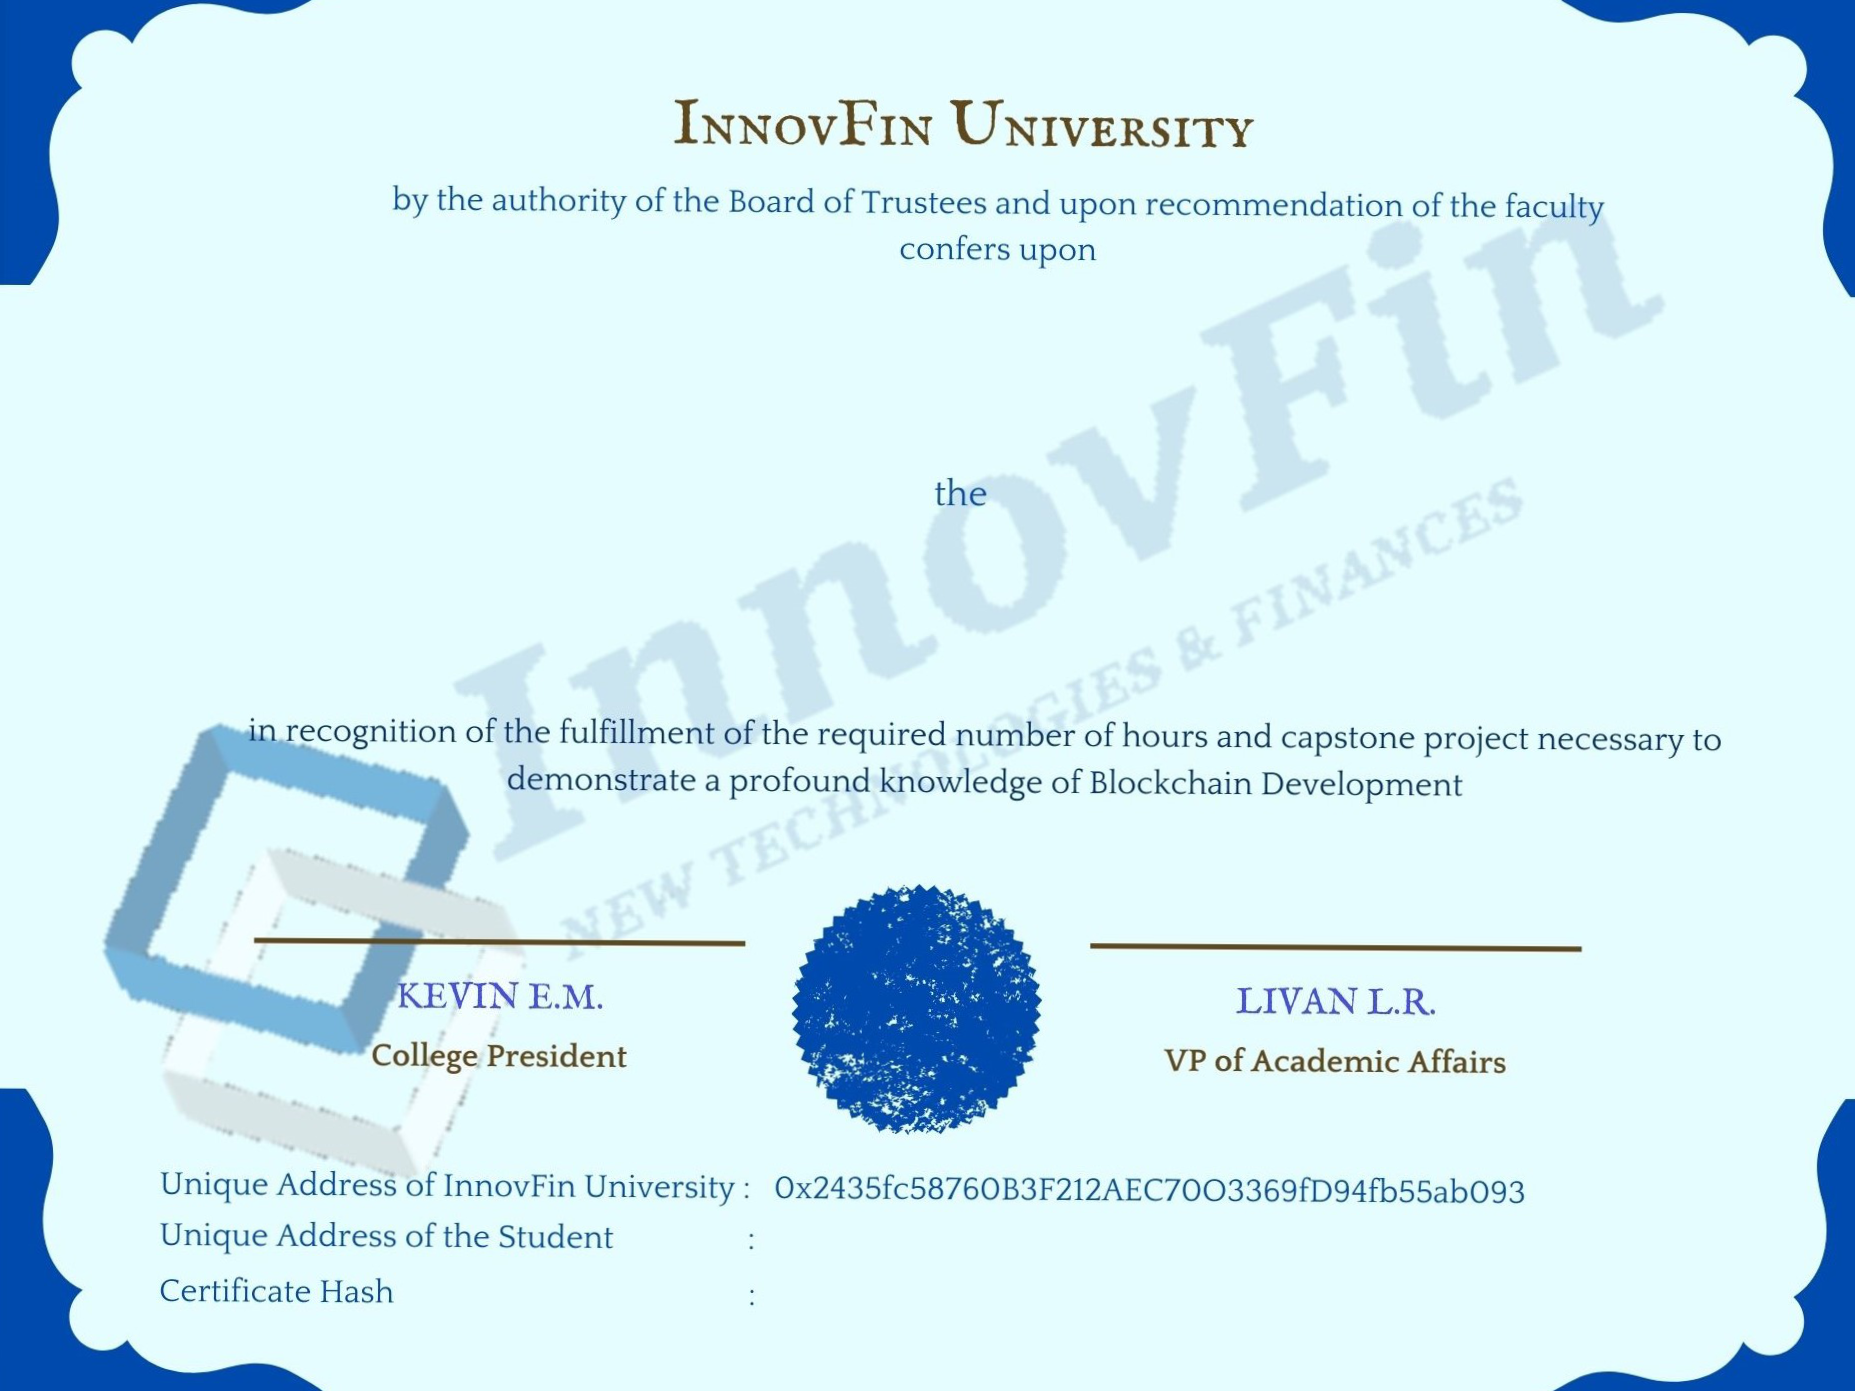 InnovFin University
by the authority of the Board of Trustees and upon recommendation of the faculty
confers upon
the
InnovFin
NEW TECHNOLOGIES & FINANCES
in recognition of the fulfillment of the required number of hours and capstone project necessary to
demonstrate a profound knowledge of Blockchain Development
KEVIN E.M.
College President
LIVAN L.R.
VP of Academic Affairs
Unique Address of InnovFin University : 0x2435fc58760B3F212AEC70O3369fD94fb55ab093
Unique Address of the Student :
Certificate Hash :